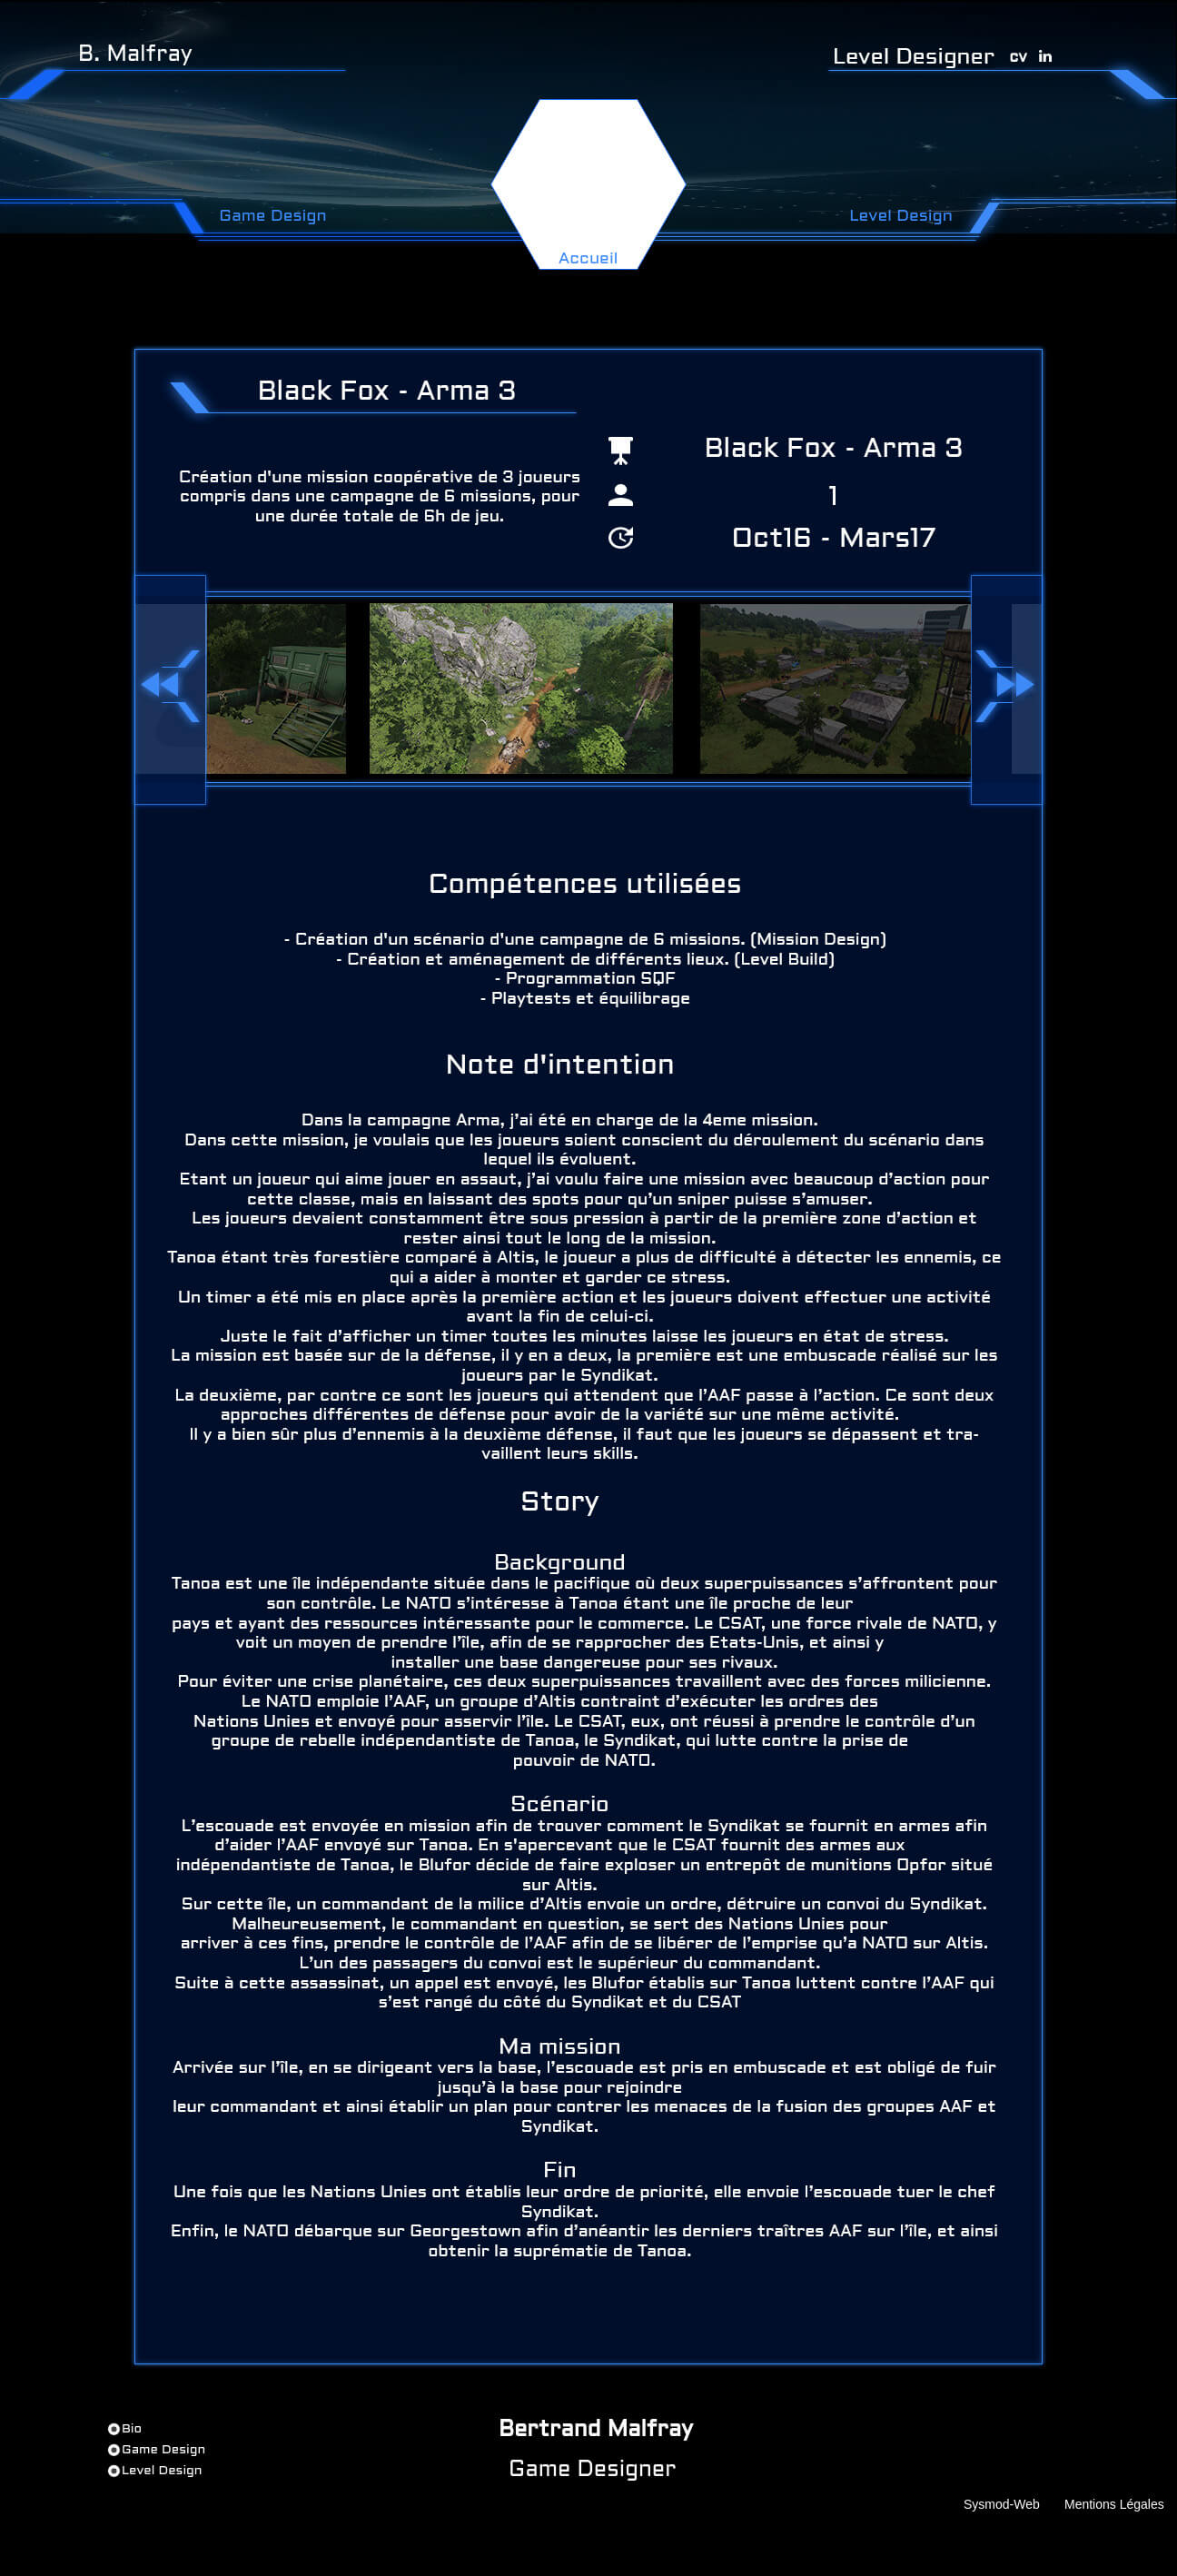 B. Malfray
Level Designer cv in
Game Design
Level Design
Accueil
Black Fox - Arma 3
Création d'une mission coopérative de 3 joueurs
compris dans une campagne de 6 missions, pour
une durée totale de 6h de jeu.
Black Fox - Arma 3
1
Oct16 - Mars17
Compétences utilisées
- Création d'un scénario d'une campagne de 6 missions. (Mission Design)
- Création et aménagement de différents lieux. (Level Build)
- Programmation SQF
- Playtests et équilibrage
Note d'intention
Dans la campagne Arma, j’ai été en charge de la 4eme mission.
Dans cette mission, je voulais que les joueurs soient conscient du déroulement du scénario dans
lequel ils évoluent.
Etant un joueur qui aime jouer en assaut, j’ai voulu faire une mission avec beaucoup d’action pour
cette classe, mais en laissant des spots pour qu’un sniper puisse s’amuser.
Les joueurs devaient constamment être sous pression à partir de la première zone d’action et
rester ainsi tout le long de la mission.
Tanoa étant très forestière comparé à Altis, le joueur a plus de difficulté à détecter les ennemis, ce
qui a aider à monter et garder ce stress.
Un timer a été mis en place après la première action et les joueurs doivent effectuer une activité
avant la fin de celui-ci.
Juste le fait d’afficher un timer toutes les minutes laisse les joueurs en état de stress.
La mission est basée sur de la défense, il y en a deux, la première est une embuscade réalisé sur les
joueurs par le Syndikat.
La deuxième, par contre ce sont les joueurs qui attendent que l’AAF passe à l’action. Ce sont deux
approches différentes de défense pour avoir de la variété sur une même activité.
Il y a bien sûr plus d’ennemis à la deuxième défense, il faut que les joueurs se dépassent et tra-
vaillent leurs skills.
Story
Background
Tanoa est une île indépendante située dans le pacifique où deux superpuissances s’affrontent pour
son contrôle. Le NATO s’intéresse à Tanoa étant une île proche de leur
pays et ayant des ressources intéressante pour le commerce. Le CSAT, une force rivale de NATO, y
voit un moyen de prendre l’île, afin de se rapprocher des Etats-Unis, et ainsi y
installer une base dangereuse pour ses rivaux.
Pour éviter une crise planétaire, ces deux superpuissances travaillent avec des forces milicienne.
Le NATO emploie l’AAF, un groupe d’Altis contraint d’exécuter les ordres des
Nations Unies et envoyé pour asservir l’île. Le CSAT, eux, ont réussi à prendre le contrôle d’un
groupe de rebelle indépendantiste de Tanoa, le Syndikat, qui lutte contre la prise de
pouvoir de NATO.
Scénario
L’escouade est envoyée en mission afin de trouver comment le Syndikat se fournit en armes afin
d’aider l’AAF envoyé sur Tanoa. En s'apercevant que le CSAT fournit des armes aux
indépendantiste de Tanoa, le Blufor décide de faire exploser un entrepôt de munitions Opfor situé
sur Altis.
Sur cette île, un commandant de la milice d’Altis envoie un ordre, détruire un convoi du Syndikat.
Malheureusement, le commandant en question, se sert des Nations Unies pour
arriver à ces fins, prendre le contrôle de l’AAF afin de se libérer de l’emprise qu’a NATO sur Altis.
L’un des passagers du convoi est le supérieur du commandant.
Suite à cette assassinat, un appel est envoyé, les Blufor établis sur Tanoa luttent contre l’AAF qui
s’est rangé du côté du Syndikat et du CSAT
Ma mission
Arrivée sur l’île, en se dirigeant vers la base, l’escouade est pris en embuscade et est obligé de fuir
jusqu’à la base pour rejoindre
leur commandant et ainsi établir un plan pour contrer les menaces de la fusion des groupes AAF et
Syndikat.
Fin
Une fois que les Nations Unies ont établis leur ordre de priorité, elle envoie l’escouade tuer le chef
Syndikat.
Enfin, le NATO débarque sur Georgestown afin d’anéantir les derniers traîtres AAF sur l’île, et ainsi
obtenir la suprématie de Tanoa.
Bio
Game Design
Level Design
Bertrand Malfray
Game Designer
Sysmod-Web Mentions Légales